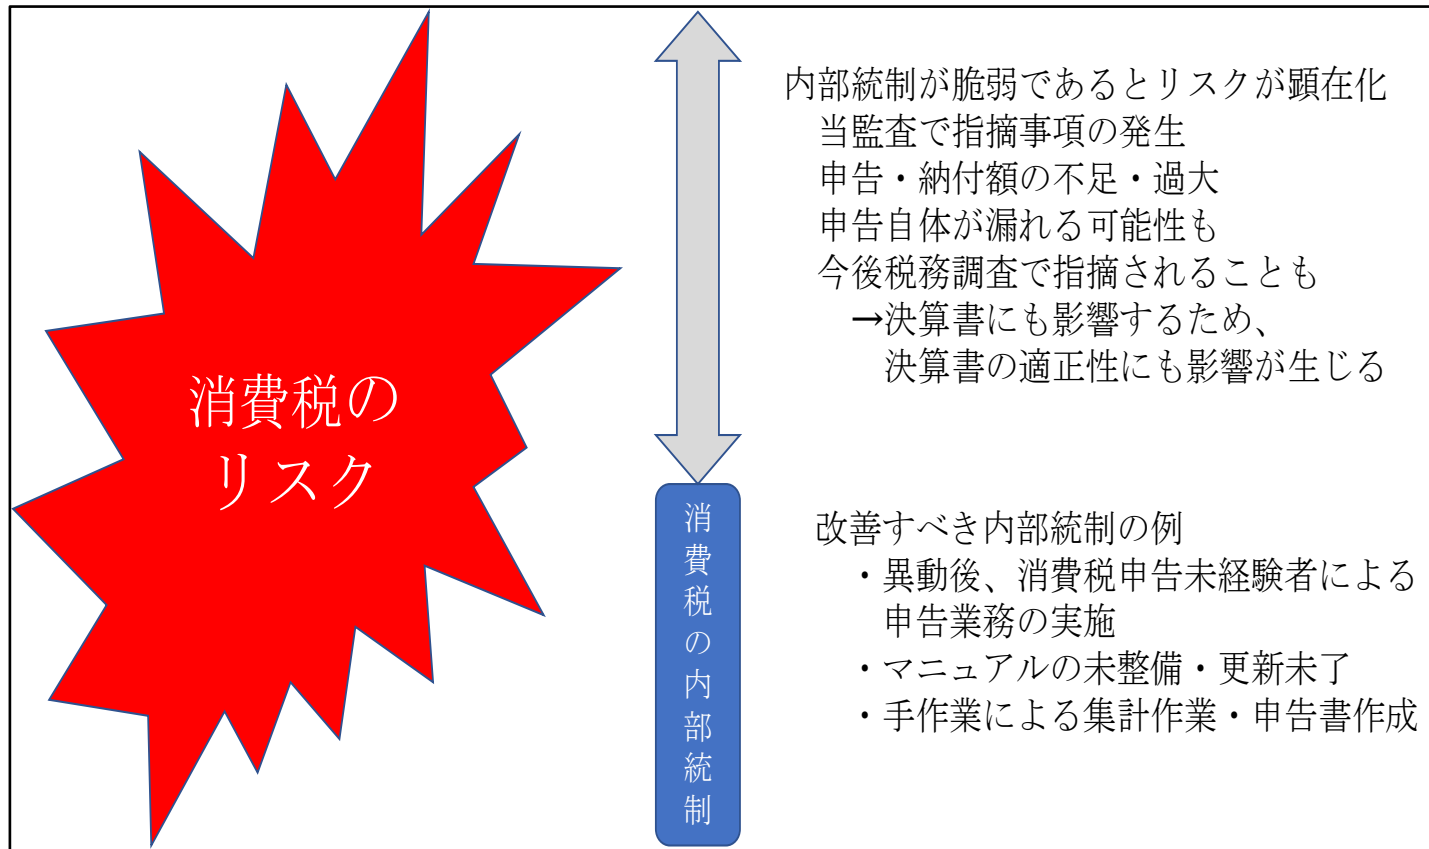 消費税の
リスク
内部統制が脆弱であるとリスクが顕在化
当監査で指摘事項の発生
申告・納付額の不足・過大
申告自体が漏れる可能性も
今後税務調査で指摘されることも
→決算書にも影響するため、
決算書の適正性にも影響が生じる
消費税の内部統制
改善すべき内部統制の例
・異動後、消費税申告未経験者による
申告業務の実施
・マニュアルの未整備・更新未了
・手作業による集計作業・申告書作成